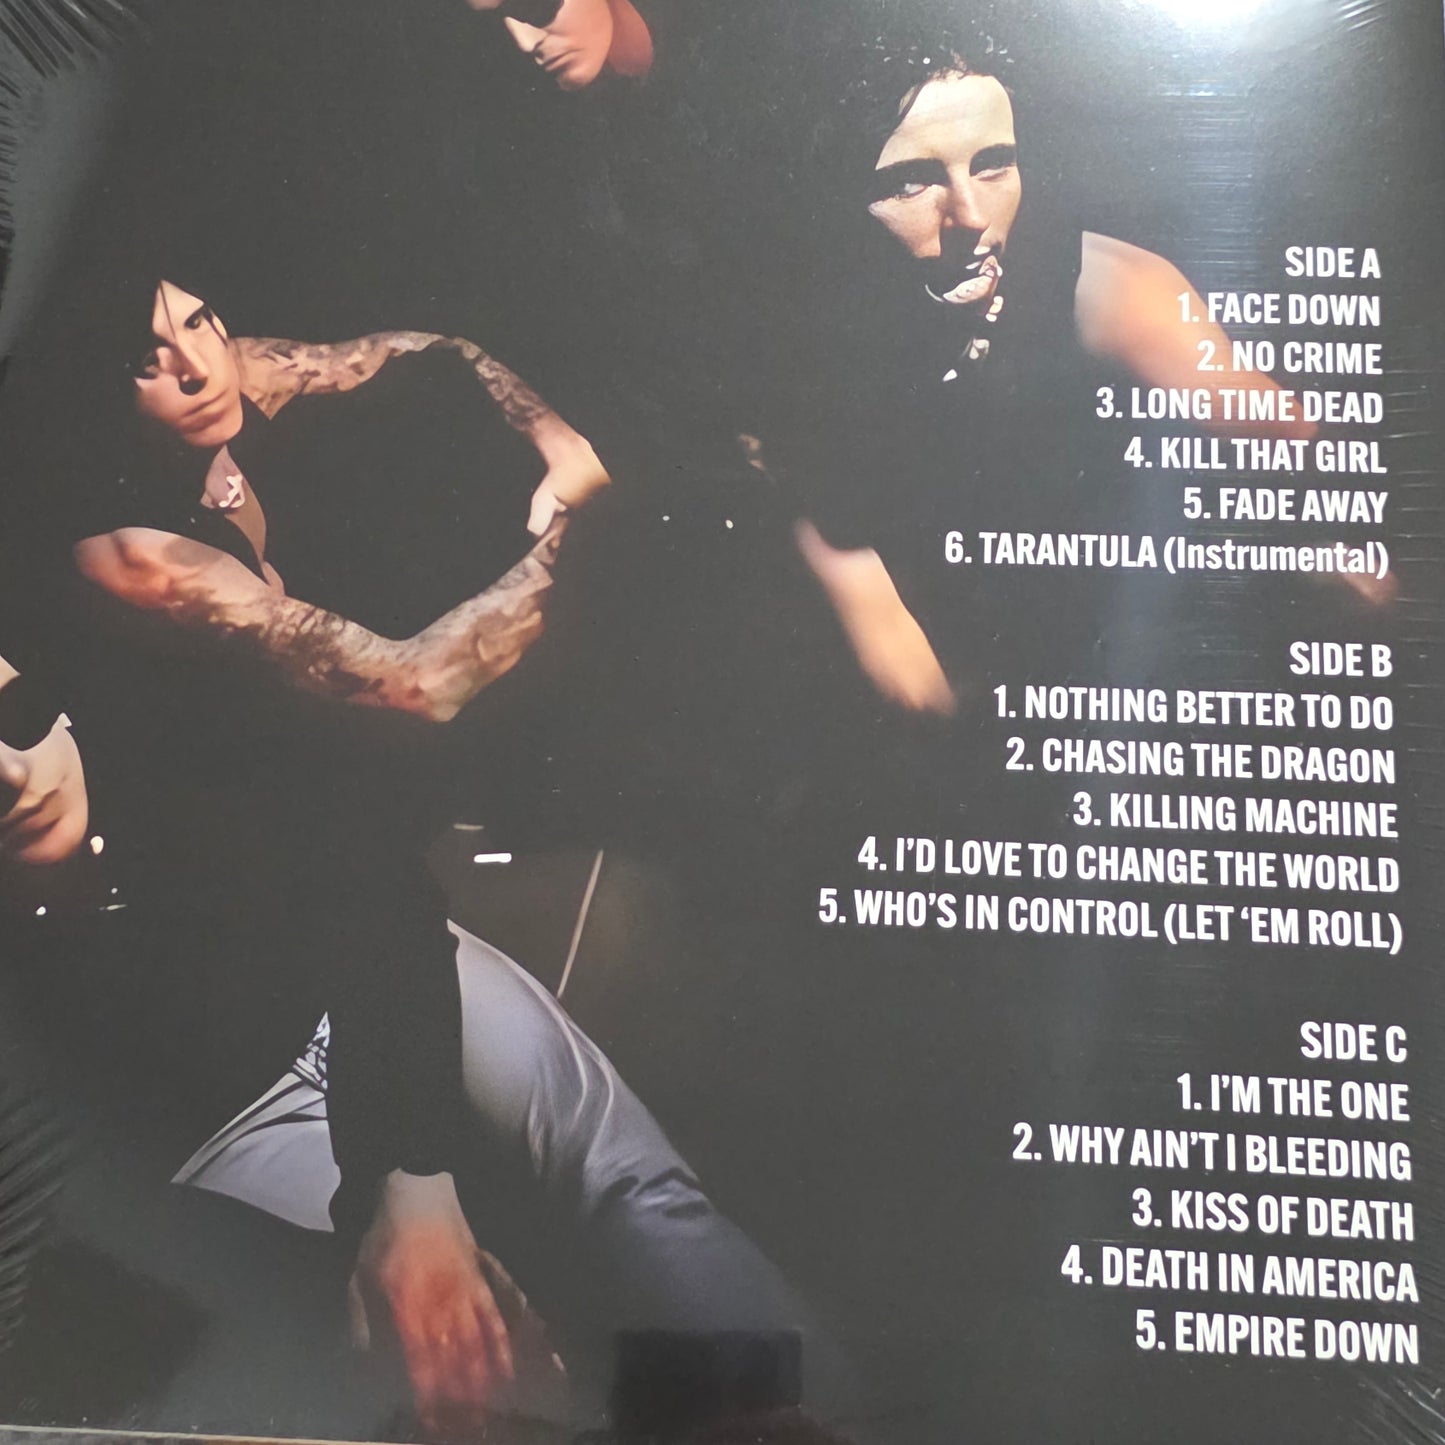 SIDE A
1. FACE DOWN
2. NO CRIME
3. LONG TIME DEAD
4. KILL THAT GIRL
5. FADE AWAY
6. TARANTULA (Instrumental)
SIDE B
1. NOTHING BETTER TO DO
2. CHASING THE DRAGON
3. KILLING MACHINE
4. I’D LOVE TO CHANGE THE WORLD
5. WHO’S IN CONTROL (LET ‘EM ROLL)
SIDE C
1. I’M THE ONE
2. WHY AIN’T I BLEEDING
3. KISS OF DEATH
4. DEATH IN AMERICA
5. EMPIRE DOWN